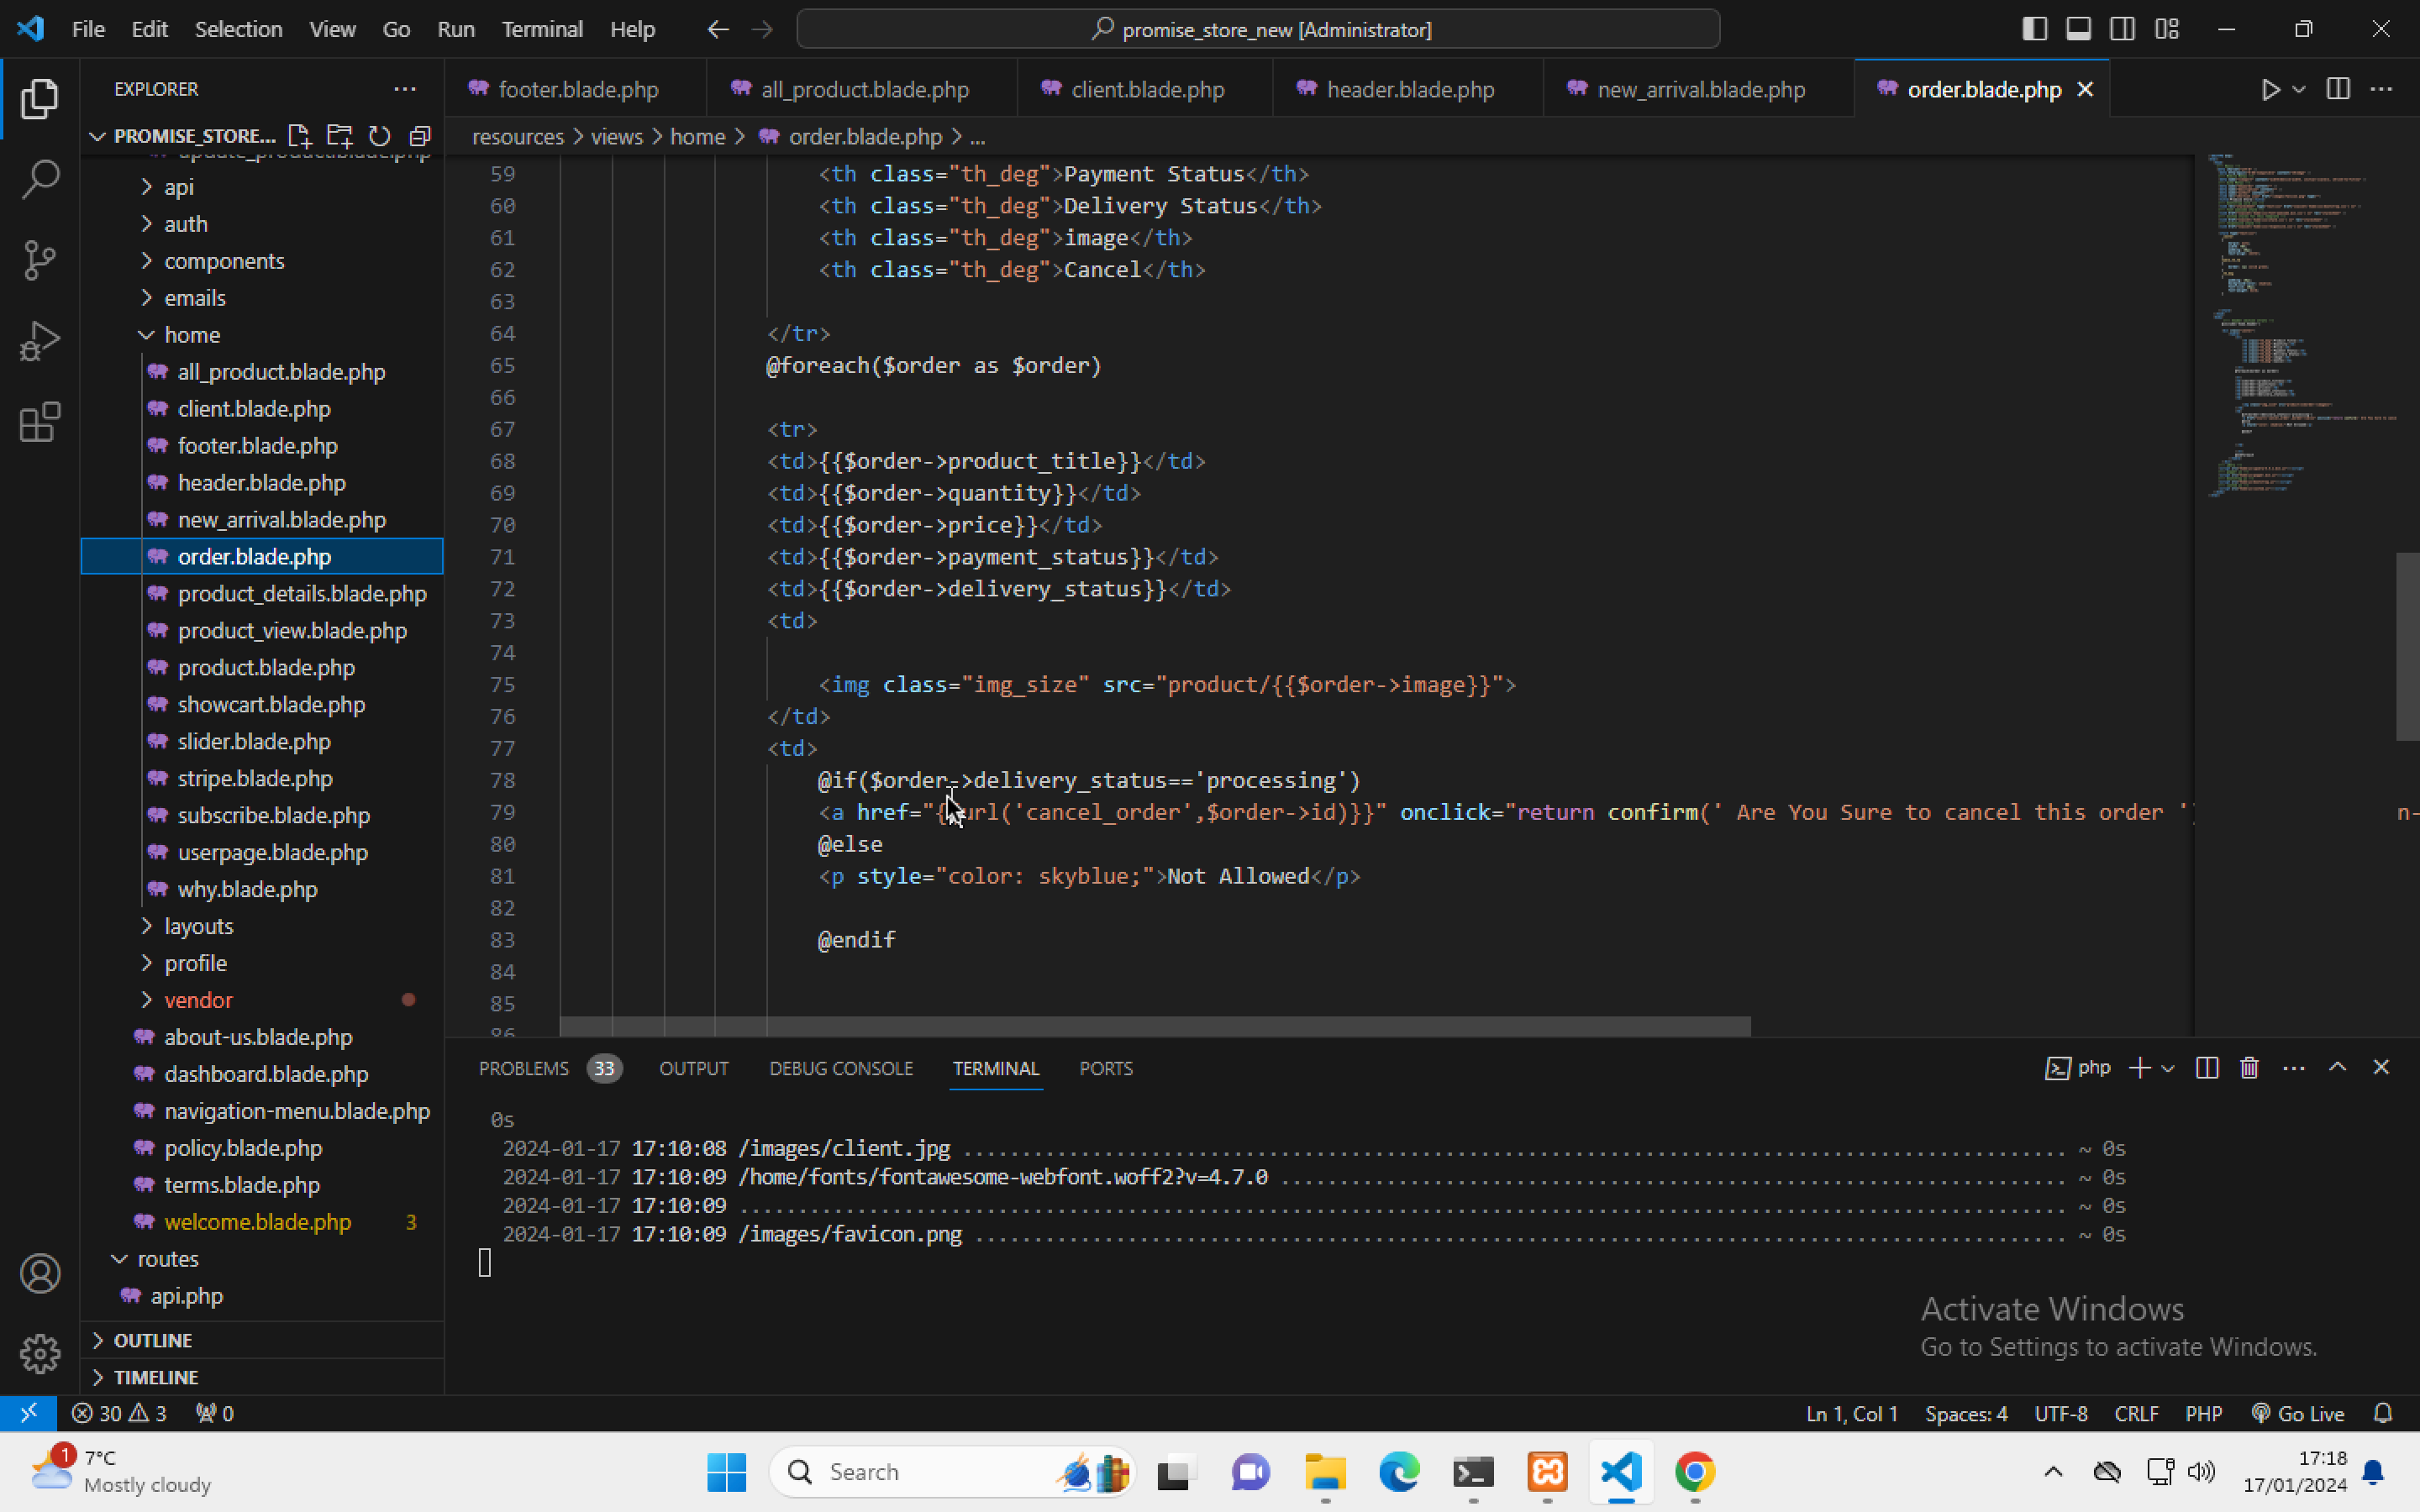 File Edit Selection View Go Run Terminal Help
promise_store_new [Administrator]
EXPLORER
footer.blade.php
all_product.blade.php
client.blade.php
header.blade.php
new_arrival.blade.php
order.blade.php
PROMISE_STORE...
resources > views > home > order.blade.php > ...
update_product.blade.php
api
auth
components
emails
home
all_product.blade.php
client.blade.php
footer.blade.php
header.blade.php
new_arrival.blade.php
order.blade.php
product_details.blade.php
product_view.blade.php
product.blade.php
showcart.blade.php
slider.blade.php
stripe.blade.php
subscribe.blade.php
userpage.blade.php
why.blade.php
layouts
profile
vendor
about-us.blade.php
dashboard.blade.php
navigation-menu.blade.php
policy.blade.php
terms.blade.php
welcome.blade.php 3
routes
api.php
OUTLINE
TIMELINE
59 <th class="th_deg">Payment Status</th>
60 <th class="th_deg">Delivery Status</th>
61 <th class="th_deg">image</th>
62 <th class="th_deg">Cancel</th>
63
64 </tr>
65 @foreach($order as $order)
66
67 <tr>
68 <td>{{$order->product_title}}</td>
69 <td>{{$order->quantity}}</td>
70 <td>{{$order->price}}</td>
71 <td>{{$order->payment_status}}</td>
72 <td>{{$order->delivery_status}}</td>
73 <td>
74
75 <img class="img_size" src="product/{{$order->image}}">
76 </td>
77 <td>
78 @if($order->delivery_status=='processing')
79 <a href="{{url('cancel_order',$order->id)}}" onclick="return confirm(' Are You Sure to cancel this order ')
80 @else
81 <p style="color: skyblue;">Not Allowed</p>
82
83 @endif
84
85
86
PROBLEMS 33 OUTPUT DEBUG CONSOLE TERMINAL PORTS
php
0s
2024-01-17 17:10:08 /images/client.jpg ~ 0s
2024-01-17 17:10:09 /home/fonts/fontawesome-webfont.woff2?v=4.7.0 ~ 0s
2024-01-17 17:10:09 ~ 0s
2024-01-17 17:10:09 /images/favicon.png ~ 0s
Activate Windows
Go to Settings to activate Windows.
30 3 0
Ln 1, Col 1 Spaces: 4 UTF-8 CRLF PHP Go Live
1
7°C
Mostly cloudy
Search
17:18
17/01/2024